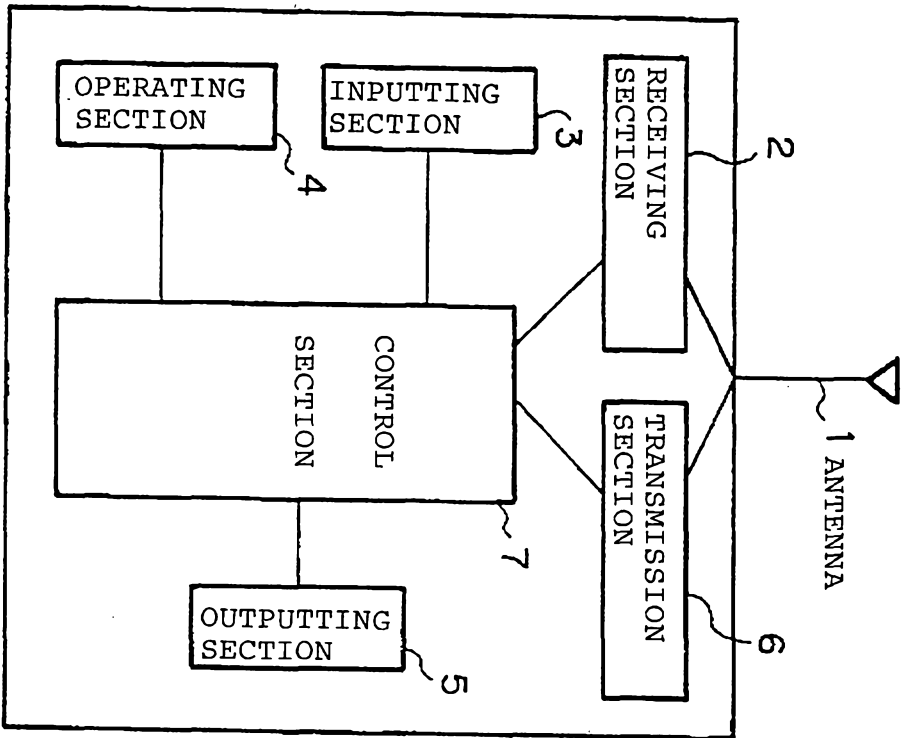 OPERATING
SECTION
4
INPUTTING
SECTION
3
RECEIVING
SECTION
2
1 ANTENNA
TRANSMISSION
SECTION
6
CONTROL
SECTION
7
OUTPUTTING
SECTION
5